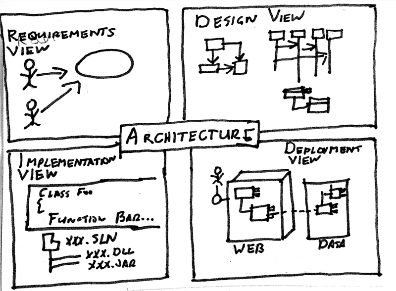 REQUIREMENTS
VIEW
DESIGN VIEW
ARCHITECTURE
IMPLEMENTATION
VIEW
CLASS FOO
{
FUNCTION BAR...
XXX.SLN
XXX.DLL
XXX.JAR
DEPLOYMENT
VIEW
WEB
DATA